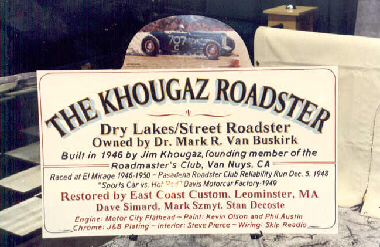 THE KHOUGAZ ROADSTER
Dry Lakes/Street Roadster
Owned by Dr. Mark R. Van Buskirk
Built in 1946 by Jim Khougaz, founding member of the
Roadmaster's Club, Van Nuys, CA
Raced at El Mirage 1946-1950 - Pasadena Roadster Club Reliability Run Dec. 5, 1948
"Sports Car vs. Hot Rod" Davis Motorcar Factory-1949
Restored by East Coast Custom, Leominster, MA
Dave Simard, Mark Szmyt, Stan Decoste
Engine: Motor City Flathead - Paint: Kevin Olson and Phil Austin
Chrome: J&B Plating - Interior: Steve Pierce - Wiring: Skip Readio